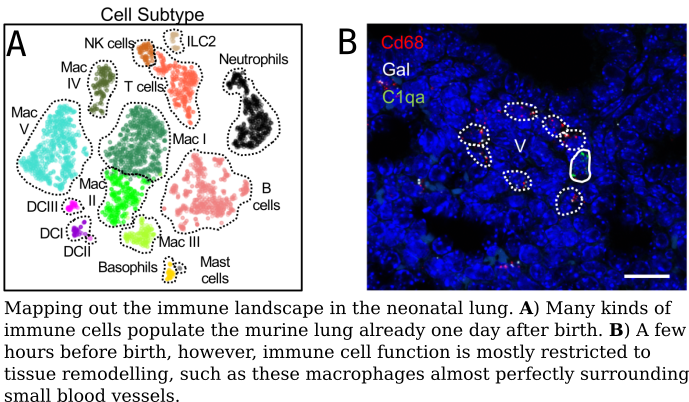 Cell Subtype
A
NK cells
ILC2
Neutrophils
Mac
IV
T cells
Mac
V
Mac I
Mac
II
B
cells
DCIII
DCI
DCII
Mac III
Basophils
Mast
cells
B
Cd68
Gal
C1qa
V
Mapping out the immune landscape in the neonatal lung. A) Many kinds of
immune cells populate the murine lung already one day after birth. B) A few
hours before birth, however, immune cell function is mostly restricted to
tissue remodelling, such as these macrophages almost perfectly surrounding
small blood vessels.